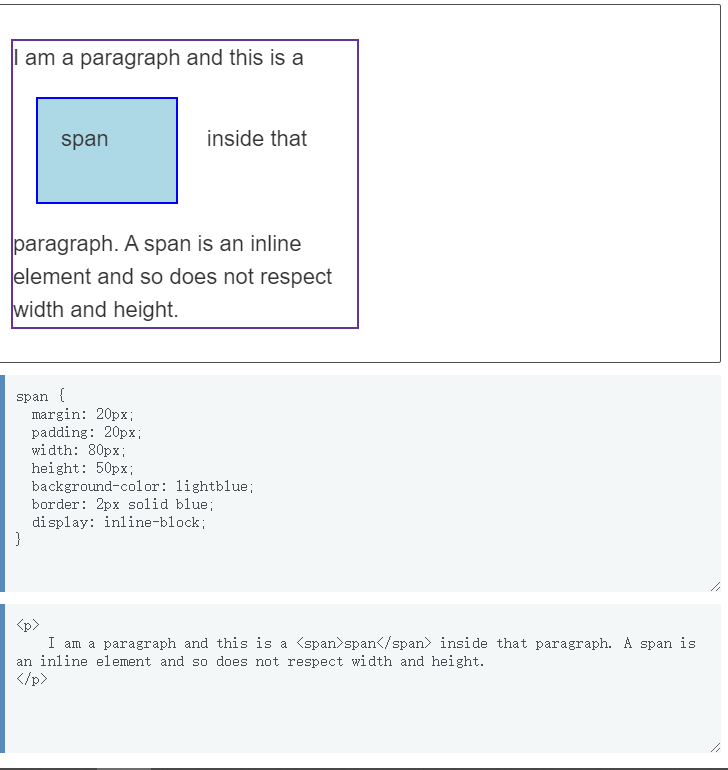 I am a paragraph and this is a
span inside that
paragraph. A span is an inline
element and so does not respect
width and height.
span {
margin: 20px;
padding: 20px;
width: 80px;
height: 50px;
background-color: lightblue;
border: 2px solid blue;
display: inline-block;
}
<p>
I am a paragraph and this is a <span>span</span> inside that paragraph. A span is
an inline element and so does not respect width and height.
</p>